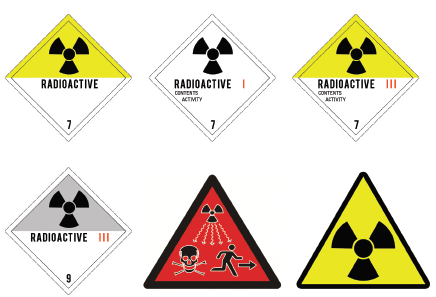 RADIOACTIVE
7
RADIOACTIVE I
CONTENTS
ACTIVITY
7
RADIOACTIVE III
CONTENTS
ACTIVITY
7
RADIOACTIVE III
9